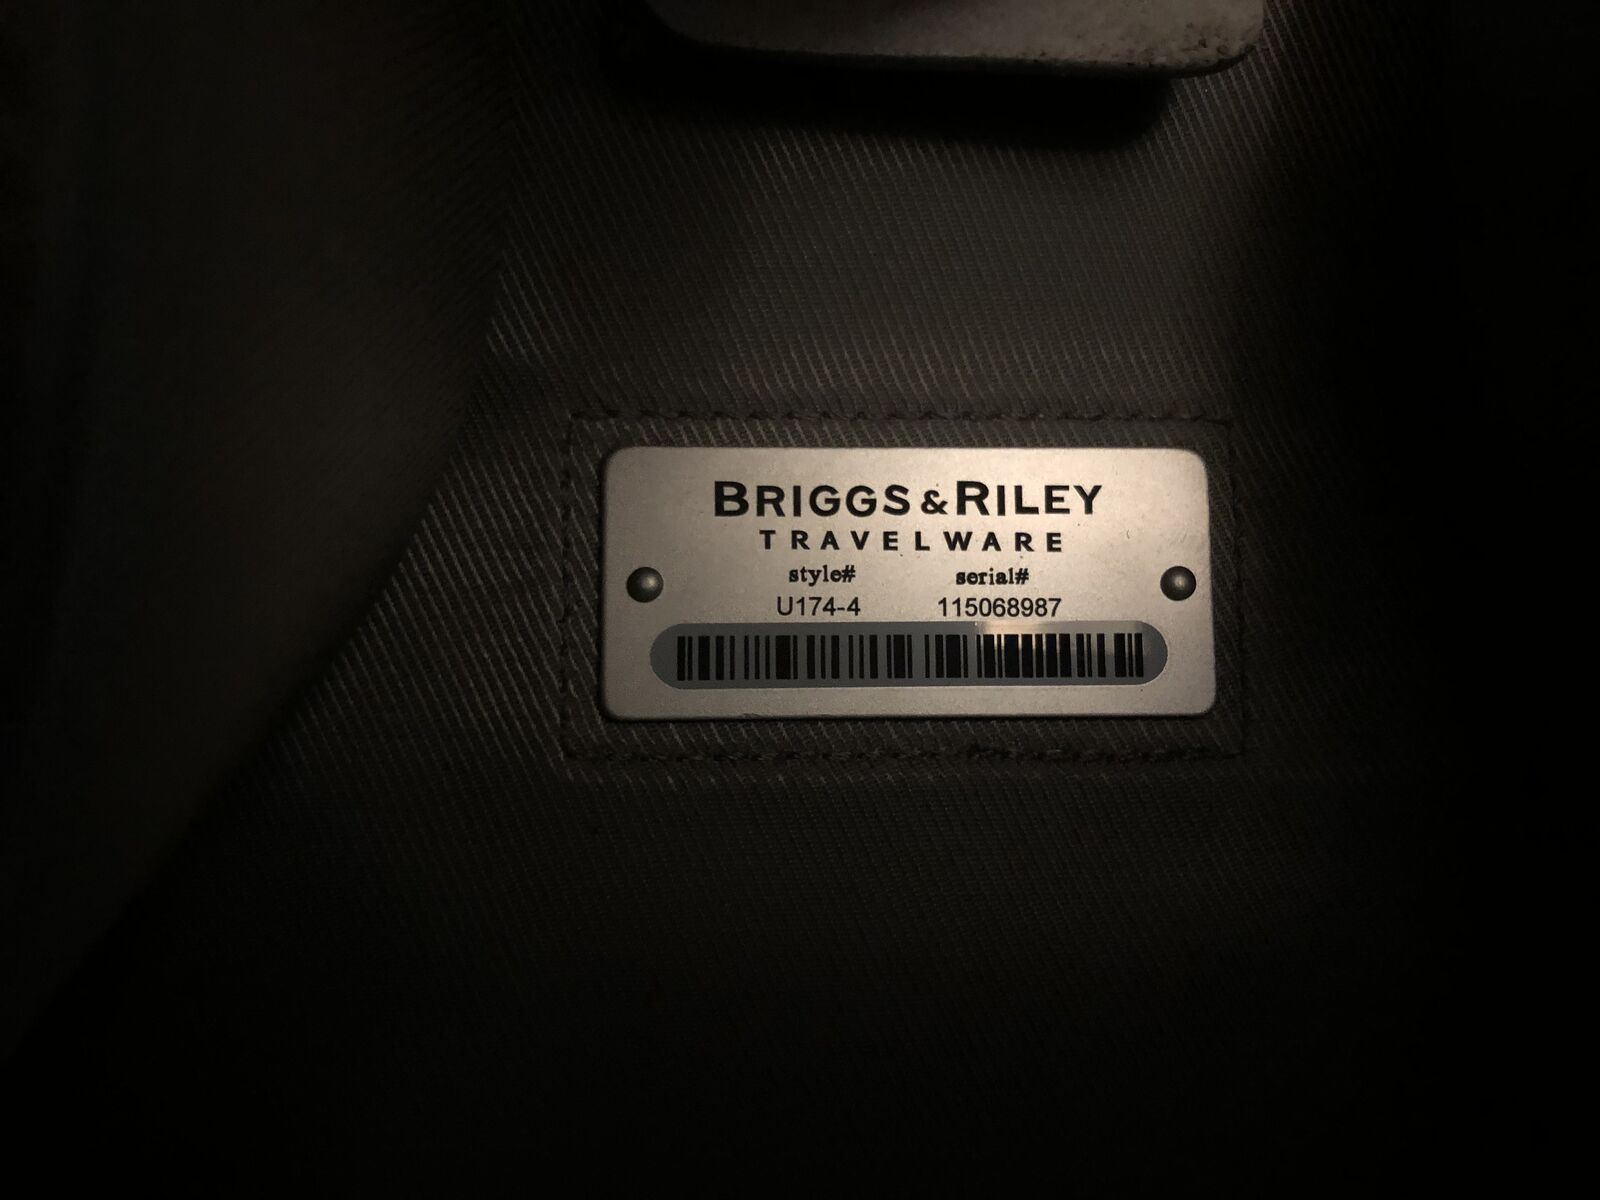 BRIGGS & RILEY
TRAVELWARE
style# serial#
U174-4 115068987